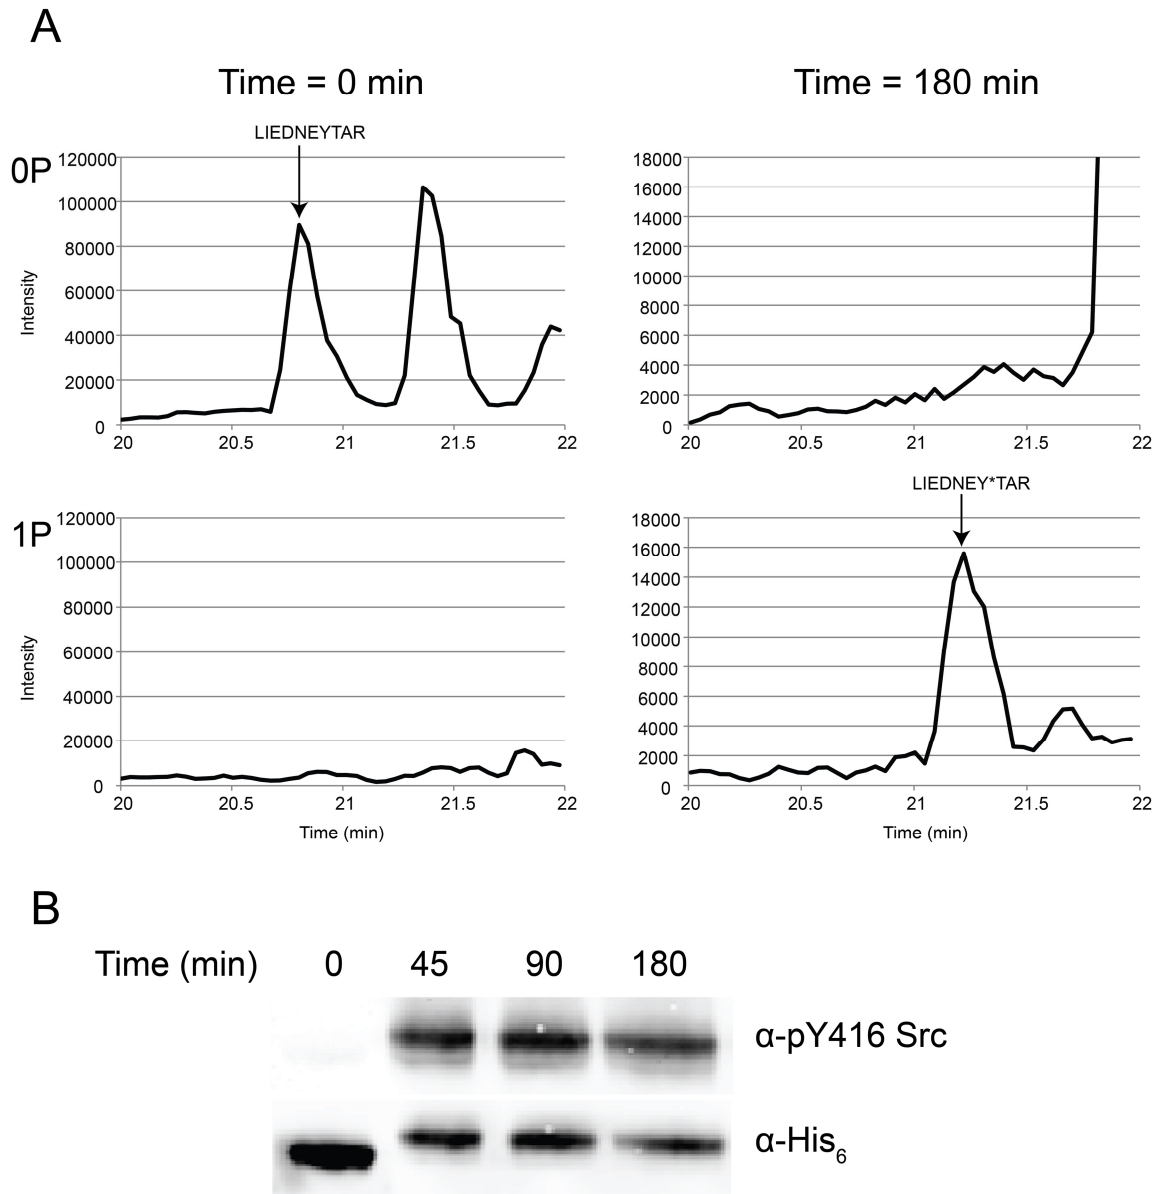 A
Time = 0 min
Time = 180 min
LIEDNEYTAR
0P
Intensity
120000
100000
80000
60000
40000
20000
0
20 20.5 21 21.5 22
18000
16000
14000
12000
10000
8000
6000
4000
2000
0
20 20.5 21 21.5 22
1P
Intensity
120000
100000
80000
60000
40000
20000
0
20 20.5 21 21.5 22
Time (min)
LIEDNEY*TAR
18000
16000
14000
12000
10000
8000
6000
4000
2000
0
20 20.5 21 21.5 22
Time (min)
B
Time (min) 0 45 90 180
α-pY416 Src
α-His6